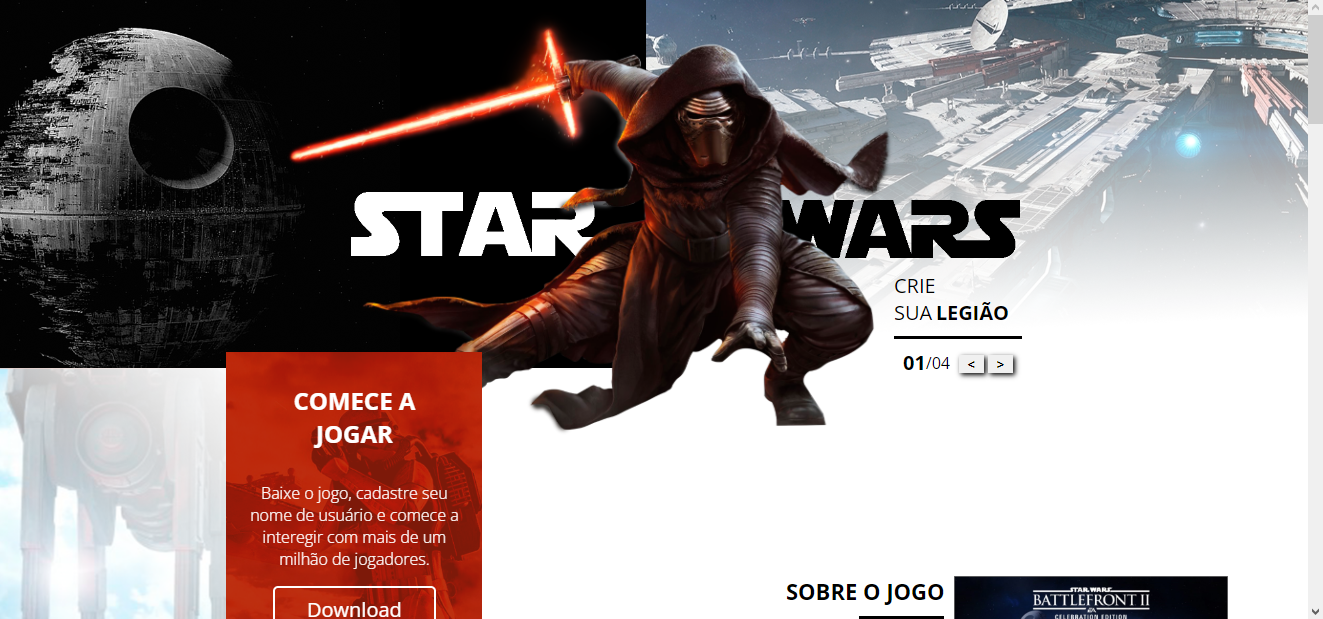 STAR WARS
CRIE
SUA LEGIÃO
01/04 < >
COMECE A
JOGAR
Baixe o jogo, cadastre seu
nome de usuário e comece a
interegir com mais de um
milhão de jogadores.
Download
SOBRE O JOGO
STAR WARS
BATTLEFRONT II
CELEBRATION EDITION